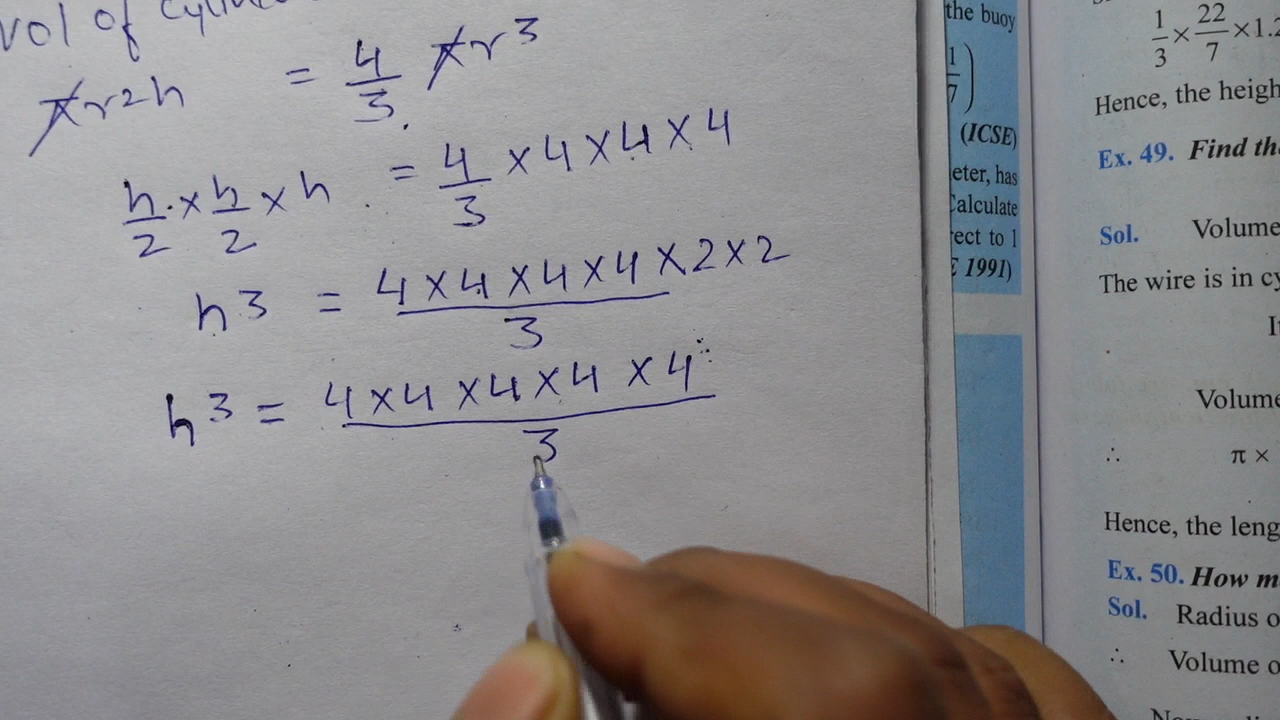 vol of
πr2h = 4/3 πr3
h/2 × h/2 × h = 4/3 × 4 × 4 × 4
h3 = 4 × 4 × 4 × 4 × 2 × 2 / 3
h3 = 4 × 4 × 4 × 4 × 4 / 3
the buoy
1/7)
(ICSE)
eter, has
Calculate
rect to 1
1991)
1/3 × 22/7 × 1.2
Hence, the heigh
Ex. 49. Find th
Sol. Volume
The wire is in cy
Volume
∴ π ×
Hence, the leng
Ex. 50. How m
Sol. Radius o
∴ Volume o